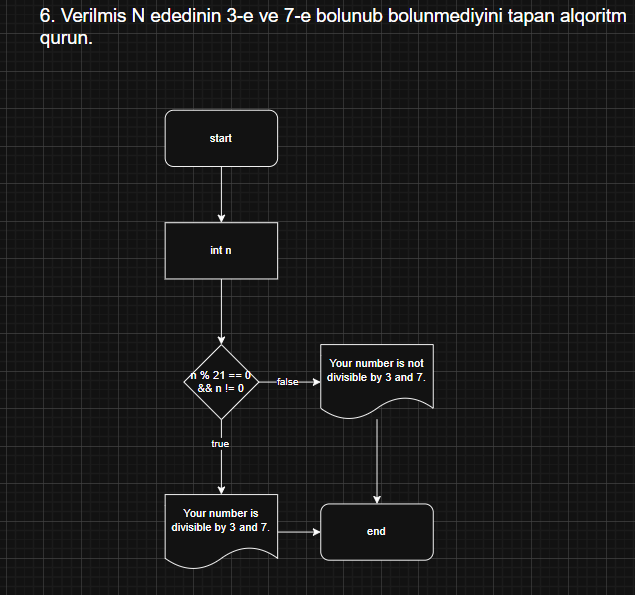 6. Verilmis N ededinin 3-e ve 7-e bolunub bolunmediyini tapan alqoritm
qurun.
start
int n
n % 21 == 0
&& n != 0
false
Your number is not
divisible by 3 and 7.
true
Your number is
divisible by 3 and 7.
end